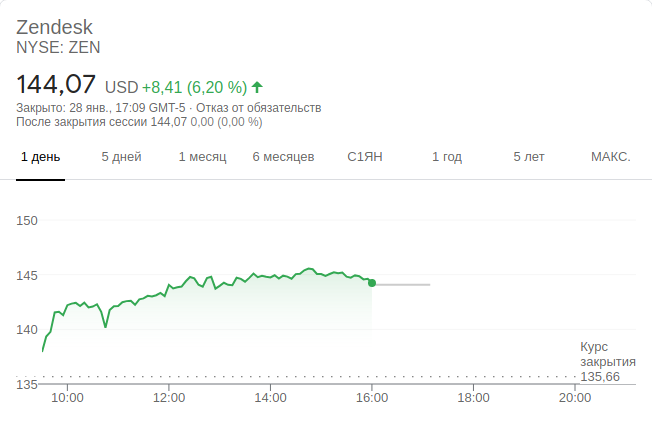 Zendesk
NYSE: ZEN
144,07 USD +8,41 (6,20 %)
Закрыто: 28 янв., 17:09 GMT-5 · Отказ от обязательств
После закрытия сессии 144,07 0,00 (0,00 %)
1 день 5 дней 1 месяц 6 месяцев С1ЯН 1 год 5 лет МАКС.
150
145
140
Курс
закрытия
135,66
135
10:00 12:00 14:00 16:00 18:00 20:00